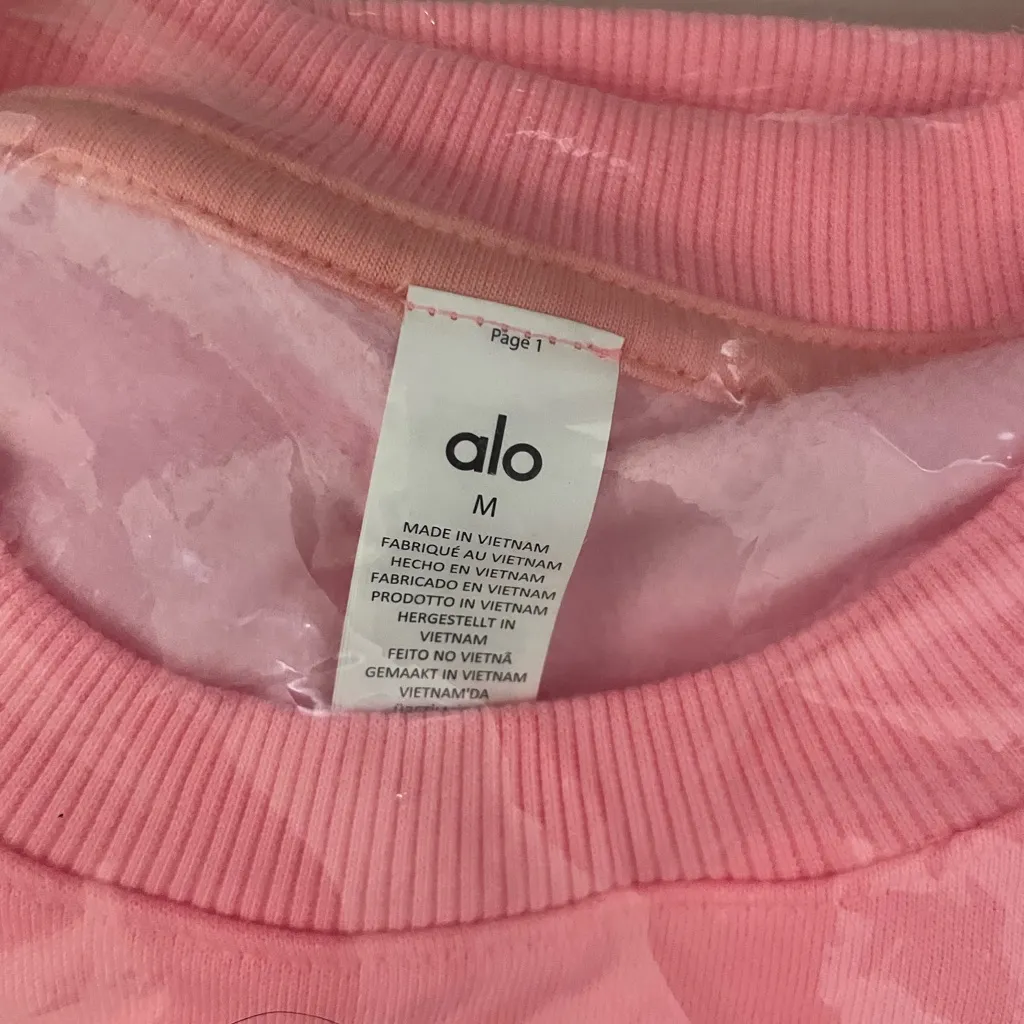 Page 1
alo
M
MADE IN VIETNAM
FABRIQUÉ AU VIETNAM
HECHO EN VIETNAM
FABRICADO EN VIETNAM
PRODOTTO IN VIETNAM
HERGESTELLT IN
VIETNAM
FEITO NO VIETNÃ
GEMAAKT IN VIETNAM
VIETNAM'DA